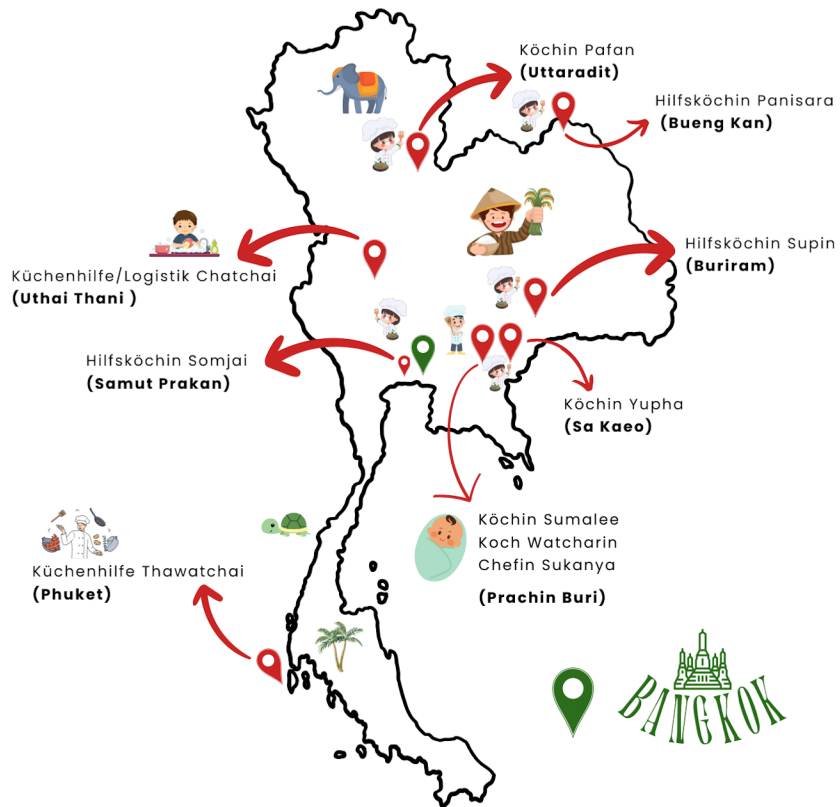 Köchin Pafan
(Uttaradit)
Hilfsköchin Panisara
(Bueng Kan)
Hilfsköchin Supin
(Buriram)
Küchenhilfe/Logistik Chatchai
(Uthai Thani )
Hilfsköchin Somjai
(Samut Prakan)
Köchin Yupha
(Sa Kaeo)
Köchin Sumalee
Koch Watcharin
Chefin Sukanya
(Prachin Buri)
Küchenhilfe Thawatchai
(Phuket)
BANGKOK